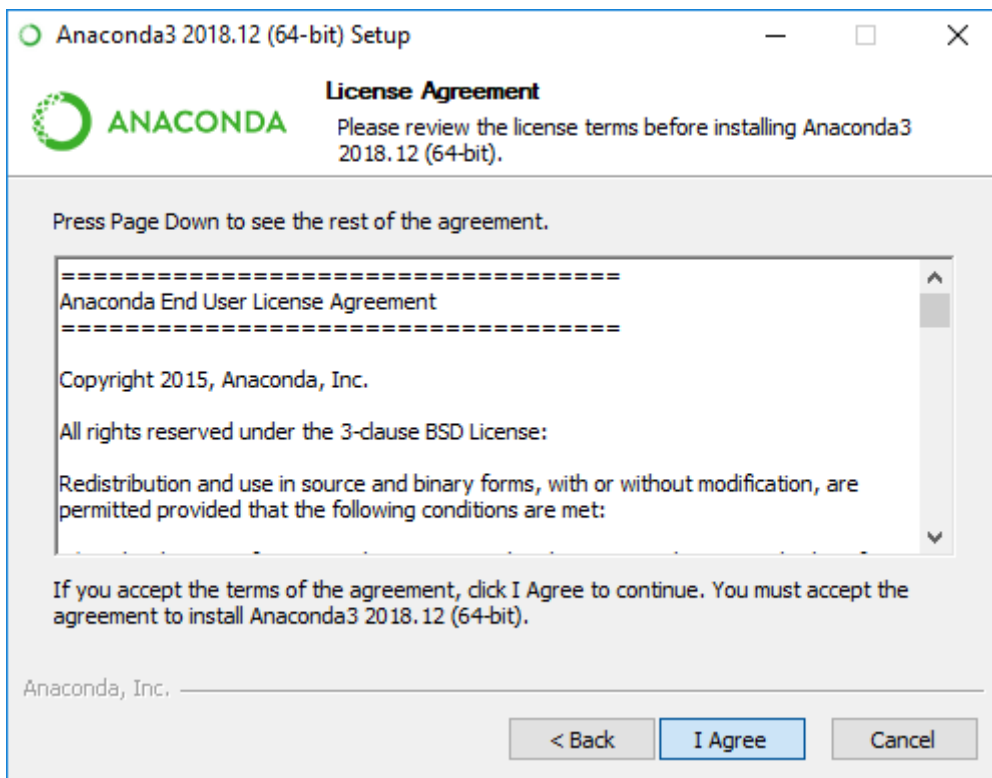 Anaconda3 2018.12 (64-bit) Setup
ANACONDA
License Agreement
Please review the license terms before installing Anaconda3
2018.12 (64-bit).
Press Page Down to see the rest of the agreement.
===================================
Anaconda End User License Agreement
===================================
Copyright 2015, Anaconda, Inc.
All rights reserved under the 3-clause BSD License:
Redistribution and use in source and binary forms, with or without modification, are
permitted provided that the following conditions are met:
If you accept the terms of the agreement, click I Agree to continue. You must accept the
agreement to install Anaconda3 2018.12 (64-bit).
Anaconda, Inc.
< Back
I Agree
Cancel